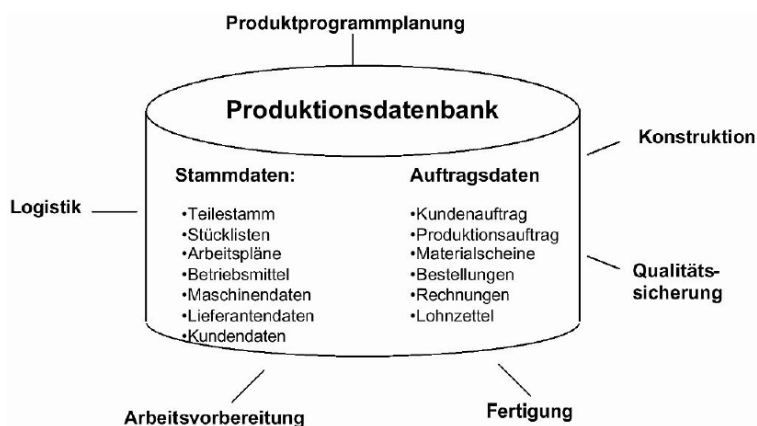 Produktprogrammplanung
Produktionsdatenbank
Konstruktion
Stammdaten:
Auftragsdaten
Logistik
•Teilestamm
•Stücklisten
•Arbeitspläne
•Betriebsmittel
•Maschinendaten
•Lieferantendaten
•Kundendaten
•Kundenauftrag
•Produktionsauftrag
•Materialscheine
•Bestellungen
•Rechnungen
•Lohnzettel
Qualitäts-
sicherung
Arbeitsvorbereitung
Fertigung